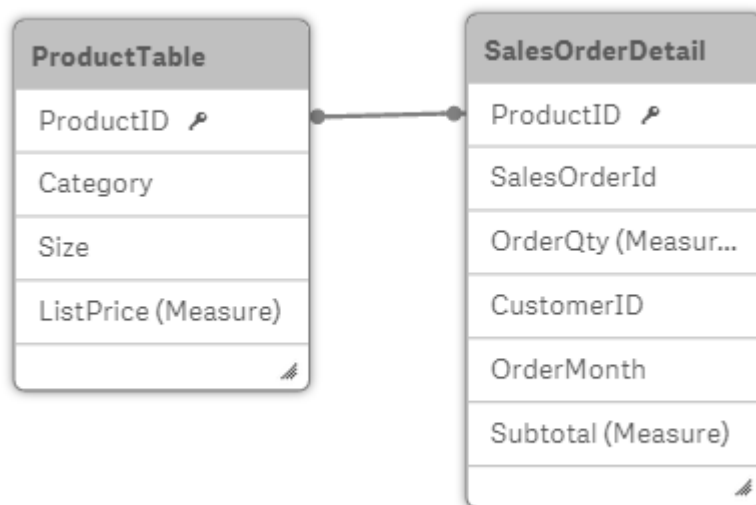 ProductTable
ProductID
Category
Size
ListPrice (Measure)
SalesOrderDetail
ProductID
SalesOrderId
OrderQty (Measur...
CustomerID
OrderMonth
Subtotal (Measure)